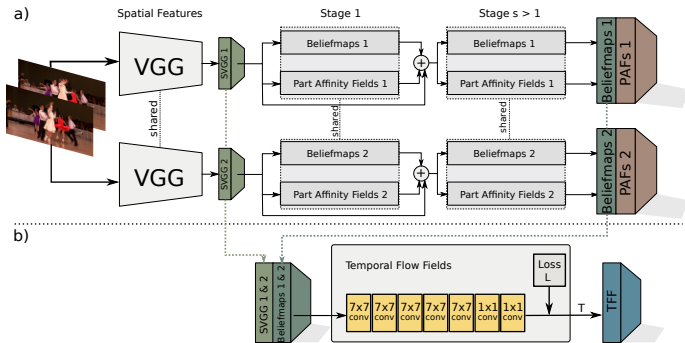 a)
Spatial Features
Stage 1
Stage s > 1
VGG
SVGG 1
Beliefmaps 1
Part Affinity Fields 1
+
Beliefmaps 1
Part Affinity Fields 1
Beliefmaps 1
PAFs 1
shared
shared
shared
VGG
SVGG 2
Beliefmaps 2
Part Affinity Fields 2
+
Beliefmaps 2
Part Affinity Fields 2
Beliefmaps 2
PAFs 2
b)
SVGG 1 & 2
Beliefmaps 1 & 2
Temporal Flow Fields
7x7
conv
7x7
conv
7x7
conv
7x7
conv
7x7
conv
1x1
conv
1x1
conv
Loss
L
T
TFF